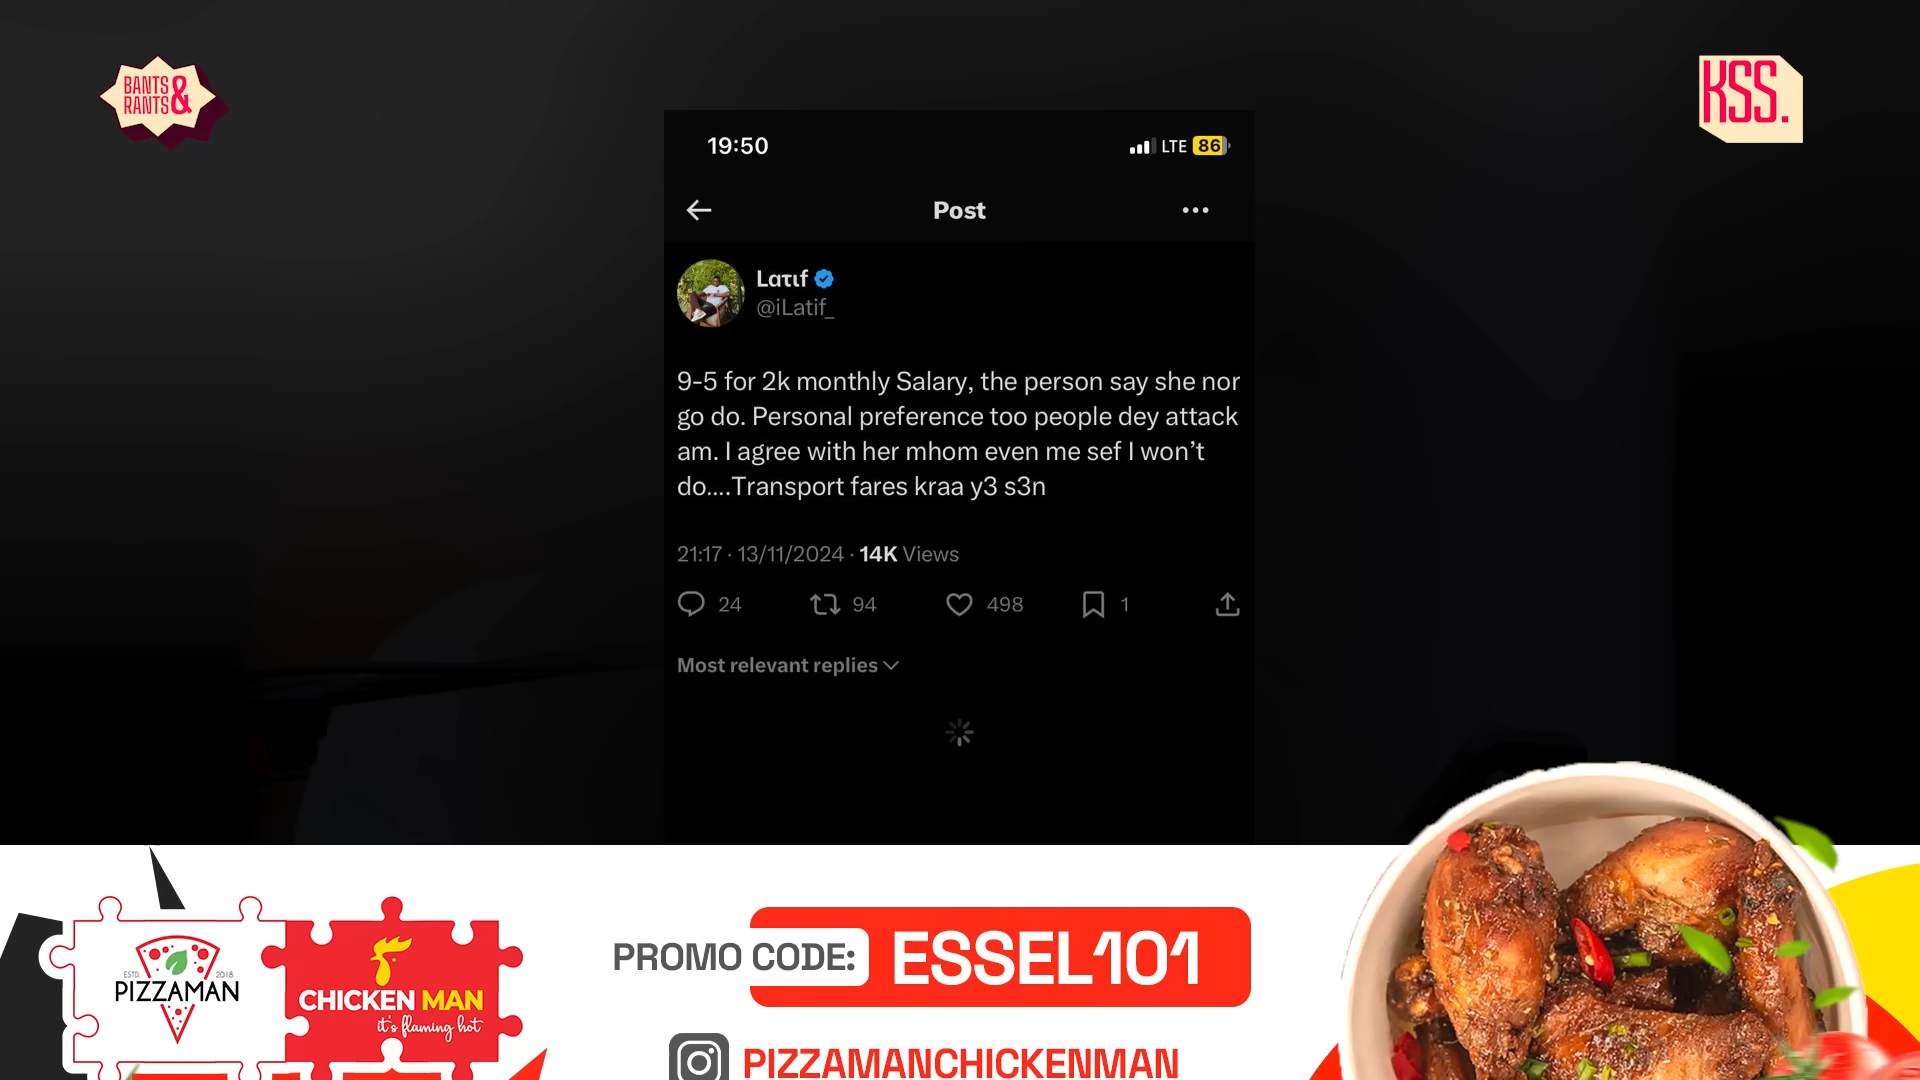 BANTS &
RANTS
KSS.
19:50
LTE 86
Post
Latif
@iLatif_
9-5 for 2k monthly Salary, the person say she nor
go do. Personal preference too people dey attack
am. I agree with her mhom even me sef I won’t
do....Transport fares kraa y3 s3n
21:17 · 13/11/2024 · 14K Views
24 94 498 1
Most relevant replies
ESTD. 2018
PIZZAMAN
CHICKEN MAN
it's flaming hot
PROMO CODE: ESSEL101
PIZZAMANCHICKENMAN